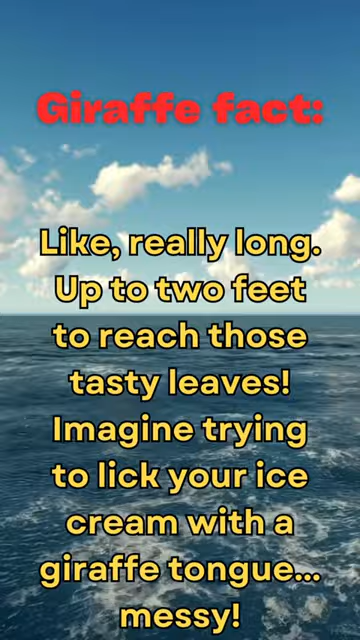 Giraffe fact:
Like, really long.
Up to two feet
to reach those
tasty leaves!
Imagine trying
to lick your ice
cream with a
giraffe tongue...
messy!